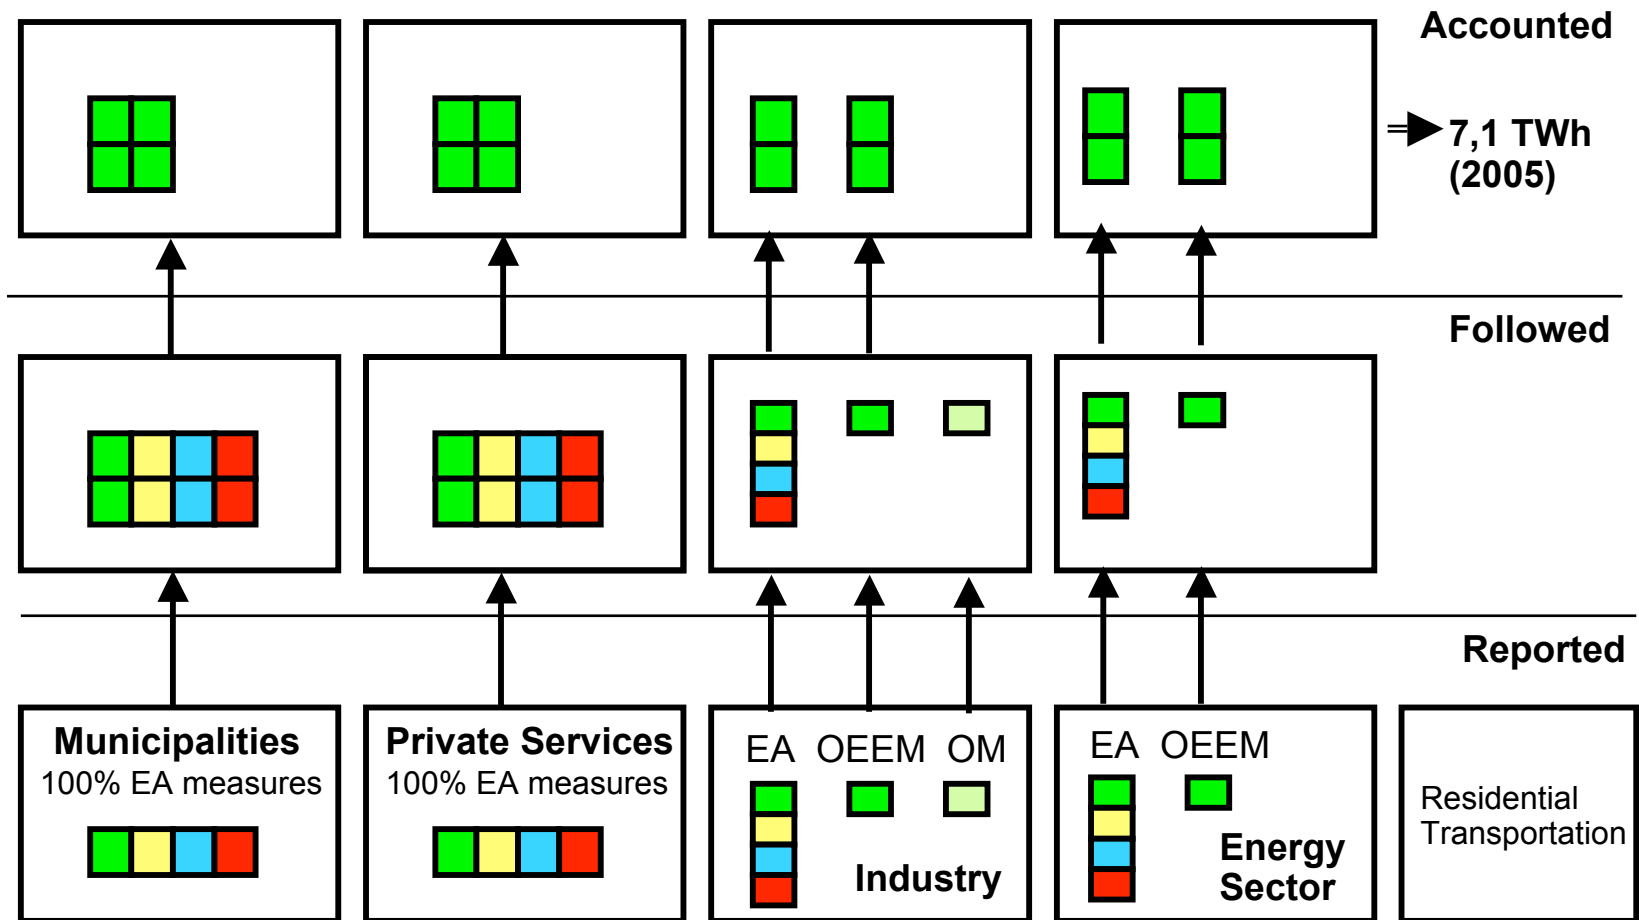 Accounted
7,1 TWh
(2005)
Followed
Reported
Municipalities
100% EA measures
Private Services
100% EA measures
EA OEEM OM
Industry
EA OEEM
Energy
Sector
Residential
Transportation